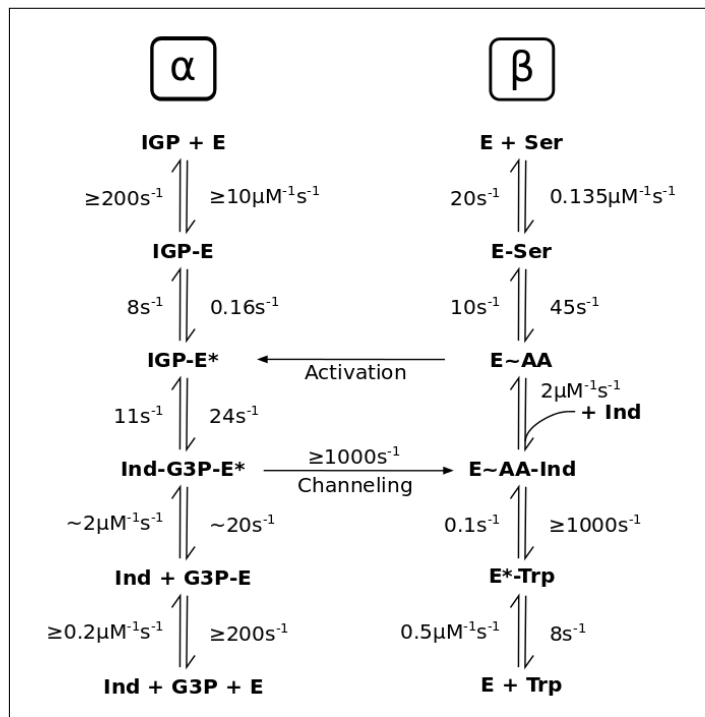 α β
IGP + E E + Ser
≥200s⁻¹ ≥10μM⁻¹s⁻¹ 20s⁻¹ 0.135μM⁻¹s⁻¹
IGP-E E-Ser
8s⁻¹ 0.16s⁻¹ 10s⁻¹ 45s⁻¹
IGP-E* E~AA
Activation
2μM⁻¹s⁻¹
11s⁻¹ 24s⁻¹ + Ind
≥1000s⁻¹
Ind-G3P-E* E~AA-Ind
Channeling
~2μM⁻¹s⁻¹ ~20s⁻¹ 0.1s⁻¹ ≥1000s⁻¹
Ind + G3P-E E*-Trp
≥0.2μM⁻¹s⁻¹ ≥200s⁻¹ 0.5μM⁻¹s⁻¹ 8s⁻¹
Ind + G3P + E E + Trp